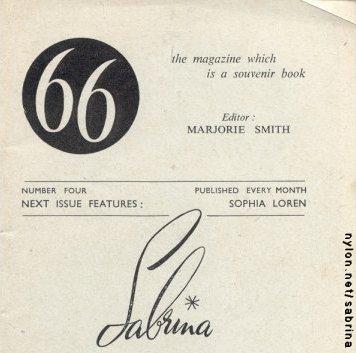 66
the magazine which
is a souvenir book
Editor :
MARJORIE SMITH
NUMBER FOUR
PUBLISHED EVERY MONTH
NEXT ISSUE FEATURES :
SOPHIA LOREN
Sabrina
nylon.net/sabrina